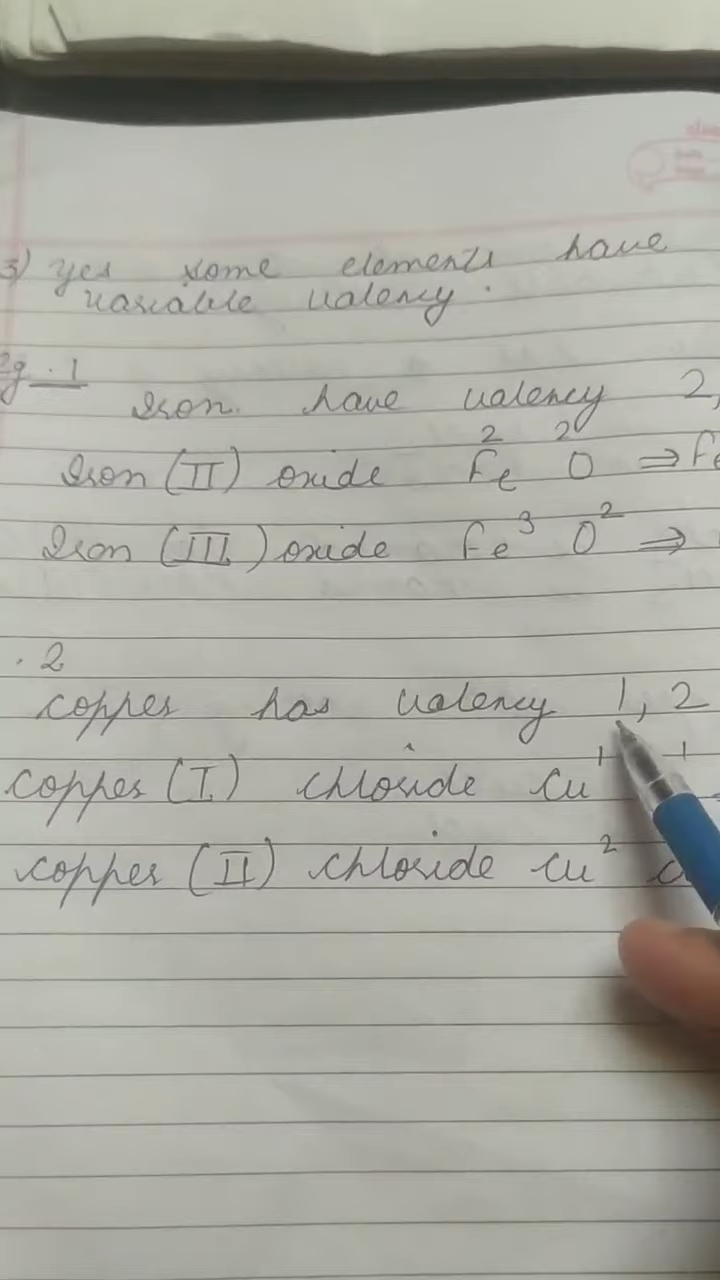 3) Yes some elements have
variable valency.
Eg. 1
Iron have valency 2,
Iron (II) oxide Fe² O² ⇒ Fe
Iron (III) oxide Fe³ O² ⇒
. 2
copper has valency 1, 2
copper (I) chloride Cu¹ 1
copper (II) chloride Cu² C